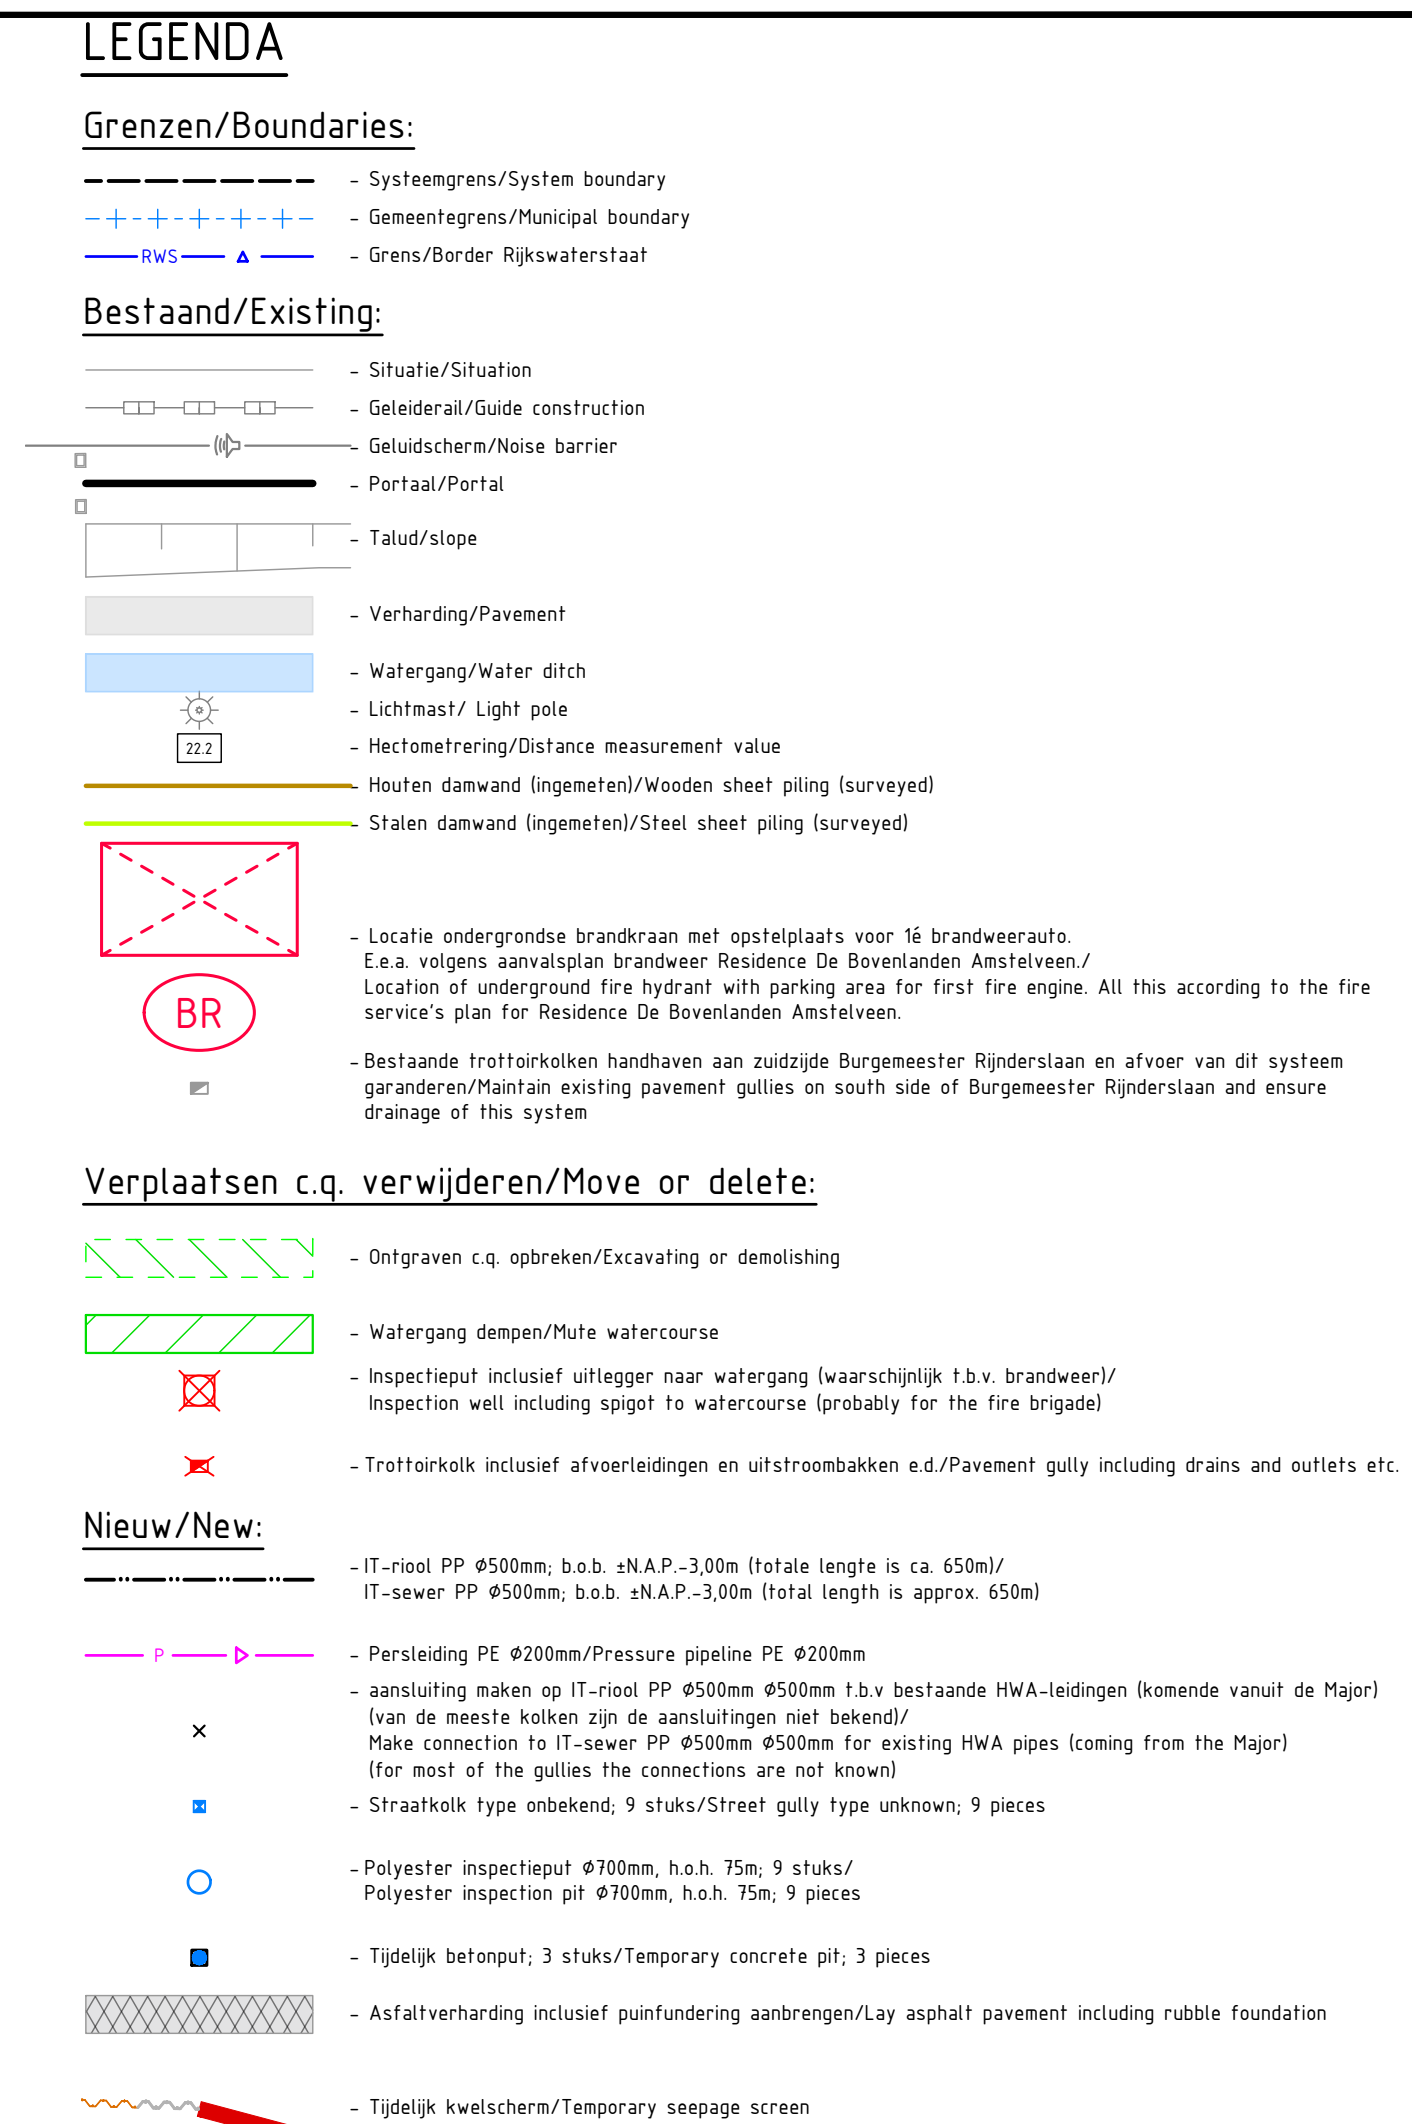 LEGENDA
Grenzen/Boundaries:
- Systeemgrens/System boundary
- Gemeentegrens/Municipal boundary
RWS - Grens/Border Rijkswaterstaat
Bestaand/Existing:
- Situatie/Situation
- Geleiderail/Guide construction
- Geluidscherm/Noise barrier
- Portaal/Portal
- Talud/slope
- Verharding/Pavement
- Watergang/Water ditch
- Lichtmast/ Light pole
22.2 - Hectometrering/Distance measurement value
- Houten damwand (ingemeten)/Wooden sheet piling (surveyed)
- Stalen damwand (ingemeten)/Steel sheet piling (surveyed)
- Locatie ondergrondse brandkraan met opstelplaats voor 1é brandweerauto.
E.e.a. volgens aanvalsplan brandweer Residence De Bovenlanden Amstelveen./
Location of underground fire hydrant with parking area for first fire engine. All this according to the fire
service's plan for Residence De Bovenlanden Amstelveen.
BR
- Bestaande trottoirkolken handhaven aan zuidzijde Burgemeester Rijnderslaan en afvoer van dit systeem
garanderen/Maintain existing pavement gullies on south side of Burgemeester Rijnderslaan and ensure
drainage of this system
Verplaatsen c.q. verwijderen/Move or delete:
- Ontgraven c.q. opbreken/Excavating or demolishing
- Watergang dempen/Mute watercourse
- Inspectieput inclusief uitlegger naar watergang (waarschijnlijk t.b.v. brandweer)/
Inspection well including spigot to watercourse (probably for the fire brigade)
- Trottoirkolk inclusief afvoerleidingen en uitstroombakken e.d./Pavement gully including drains and outlets etc.
Nieuw/New:
- IT-riool PP Ø500mm; b.o.b. ±N.A.P.-3,00m (totale lengte is ca. 650m)/
IT-sewer PP Ø500mm; b.o.b. ±N.A.P.-3,00m (total length is approx. 650m)
P - Persleiding PE Ø200mm/Pressure pipeline PE Ø200mm
- aansluiting maken op IT-riool PP Ø500mm Ø500mm t.b.v bestaande HWA-leidingen (komende vanuit de Major)
(van de meeste kolken zijn de aansluitingen niet bekend)/
Make connection to IT-sewer PP Ø500mm Ø500mm for existing HWA pipes (coming from the Major)
(for most of the gullies the connections are not known)
- Straatkolk type onbekend; 9 stuks/Street gully type unknown; 9 pieces
- Polyester inspectieput Ø700mm, h.o.h. 75m; 9 stuks/
Polyester inspection pit Ø700mm, h.o.h. 75m; 9 pieces
- Tijdelijk betonput; 3 stuks/Temporary concrete pit; 3 pieces
- Asfaltverharding inclusief puinfundering aanbrengen/Lay asphalt pavement including rubble foundation
- Tijdelijk kwelscherm/Temporary seepage screen